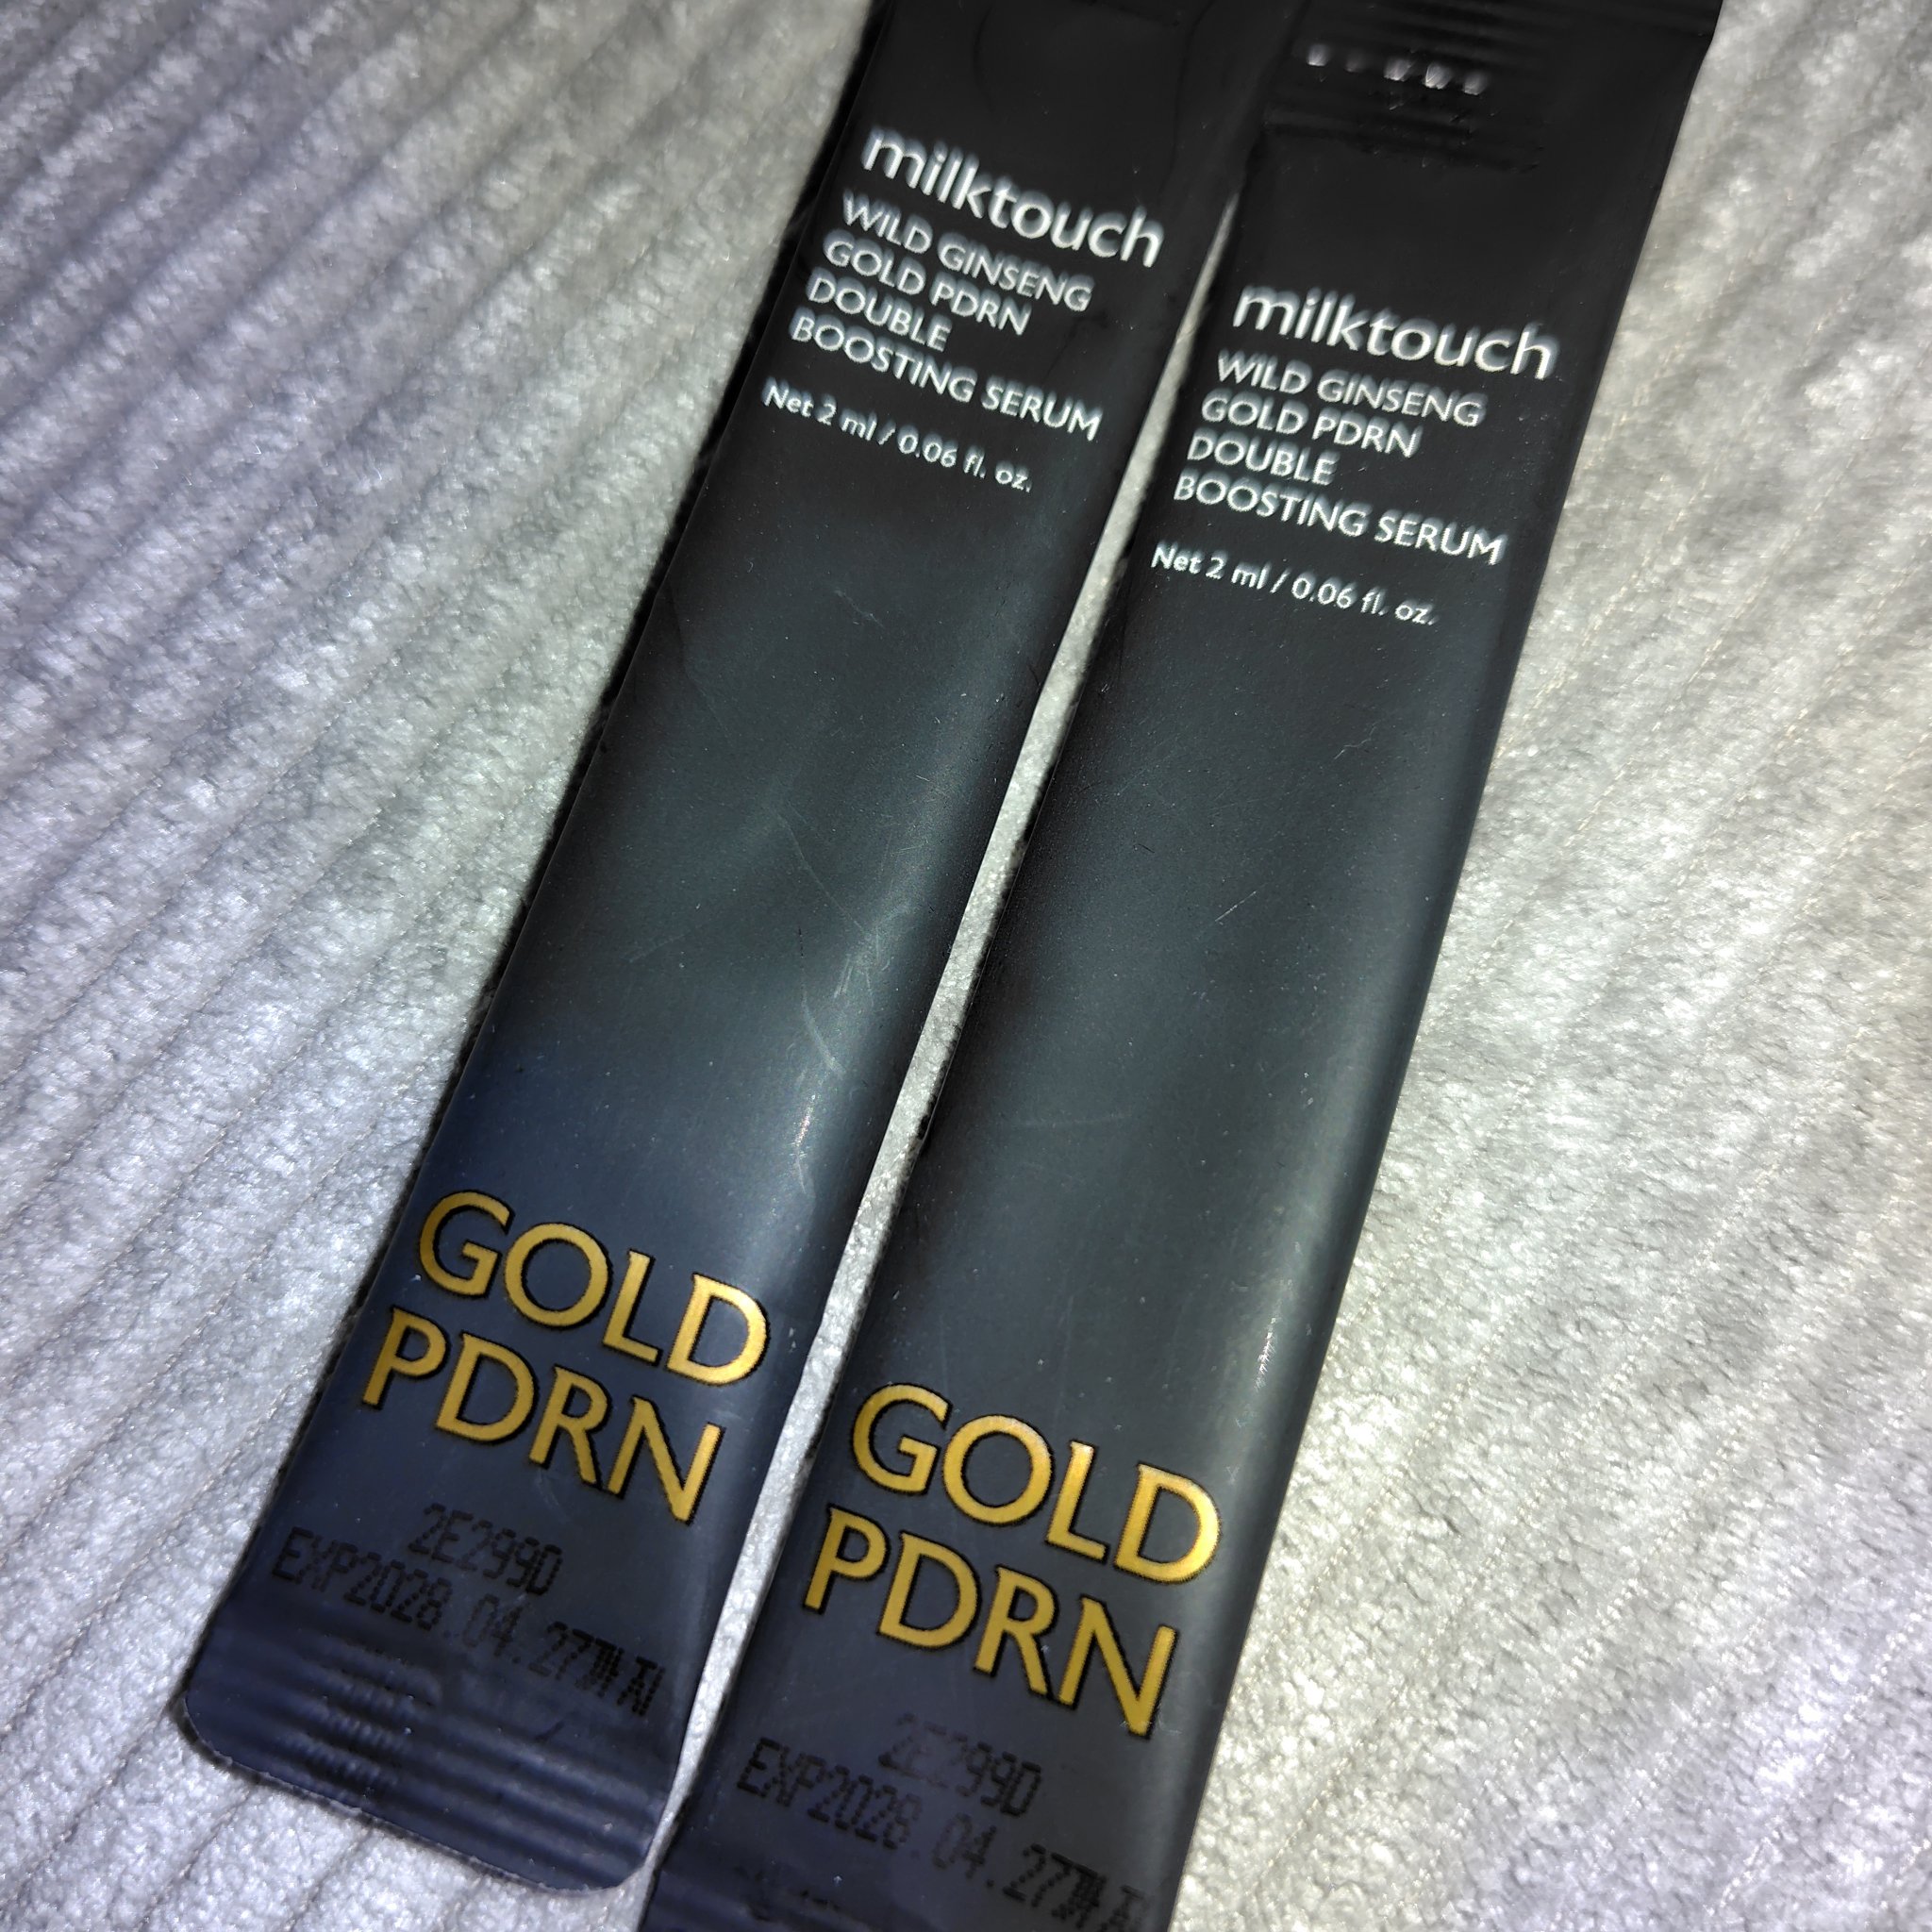 milktouch
WILD GINSENG
GOLD PDRN
DOUBLE
BOOSTING SERUM
Net 2 ml / 0.06 fl. oz.
GOLD
PDRN
2E299D
EXP2028.04.27까지
milktouch
WILD GINSENG
GOLD PDRN
DOUBLE
BOOSTING SERUM
Net 2 ml / 0.06 fl. oz.
GOLD
PDRN
2E299D
EXP2028.04.27까지